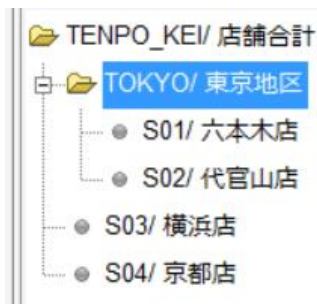 TENPO_KEI/ 店舗合計
TOKYO/ 東京地区
S01/ 六本木店
S02/ 代官山店
S03/ 横浜店
S04/ 京都店